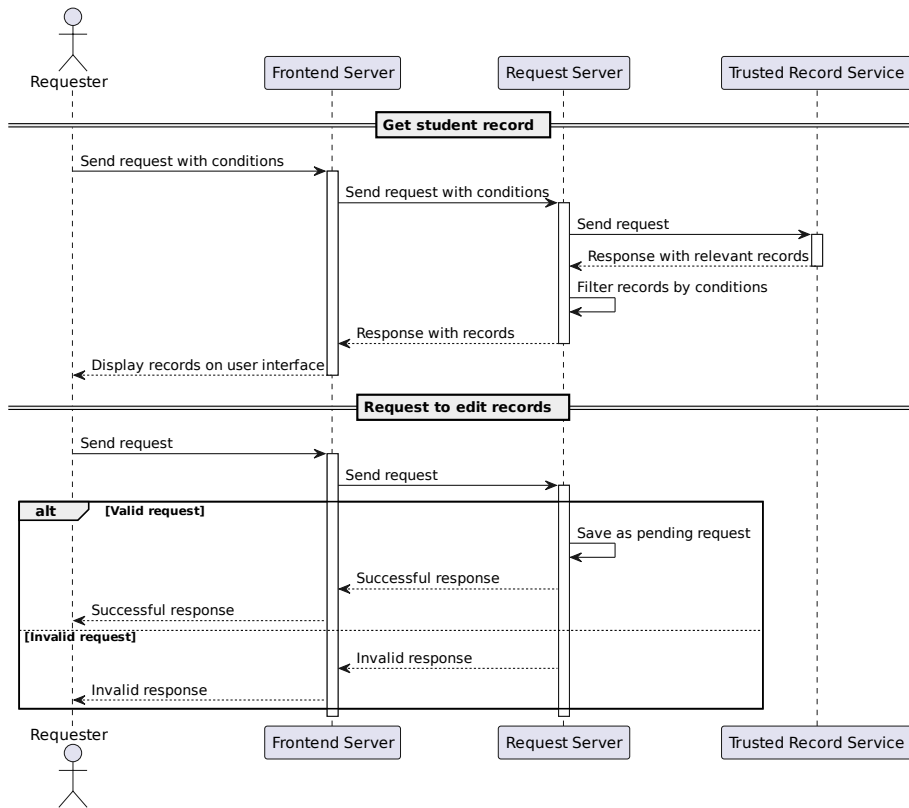 Requester
Frontend Server
Request Server
Trusted Record Service
Get student record
Send request with conditions
Send request with conditions
Send request
Response with relevant records
Filter records by conditions
Response with records
Display records on user interface
Request to edit records
Send request
Send request
alt
[Valid request]
Save as pending request
Successful response
Successful response
[Invalid request]
Invalid response
Invalid response
Requester
Frontend Server
Request Server
Trusted Record Service